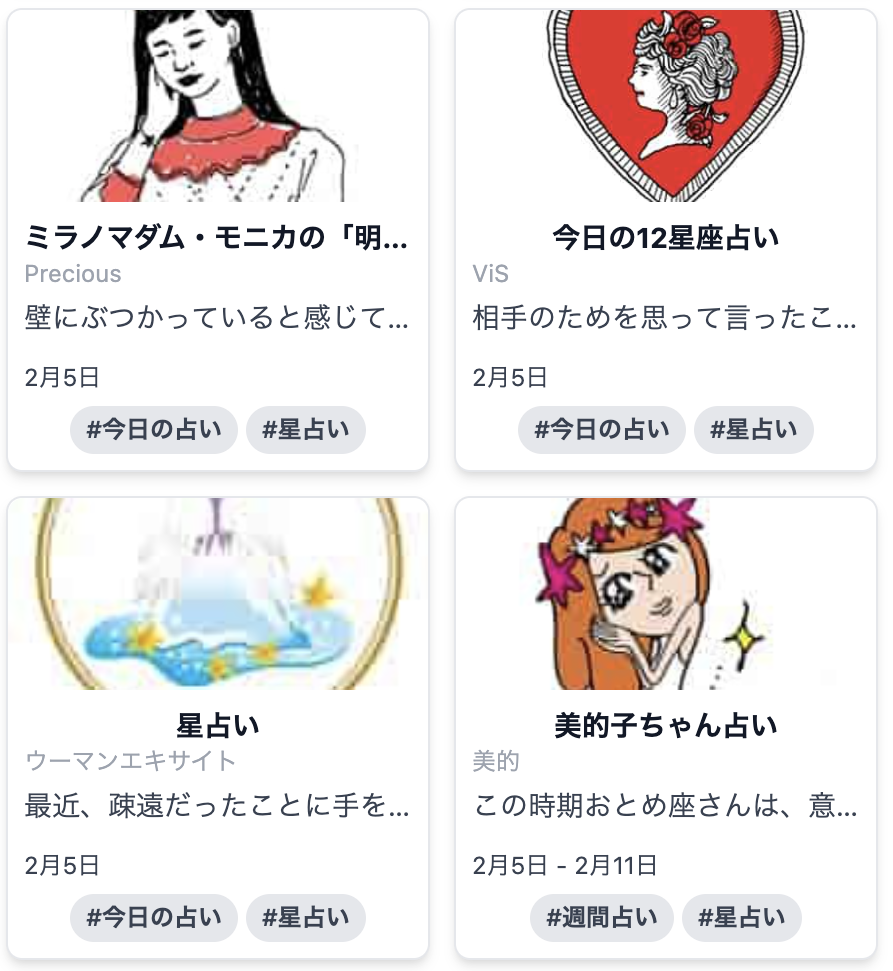 ミラノマダム・モニカの「明...
Precious
壁にぶつかっていると感じて...
2月5日
#今日の占い #星占い
今日の12星座占い
ViS
相手のためを思って言ったこ...
2月5日
#今日の占い #星占い
星占い
ウーマンエキサイト
最近、疎遠だったことに手を...
2月5日
#今日の占い #星占い
美的子ちゃん占い
美的
この時期おとめ座さんは、意...
2月5日 - 2月11日
#週間占い #星占い